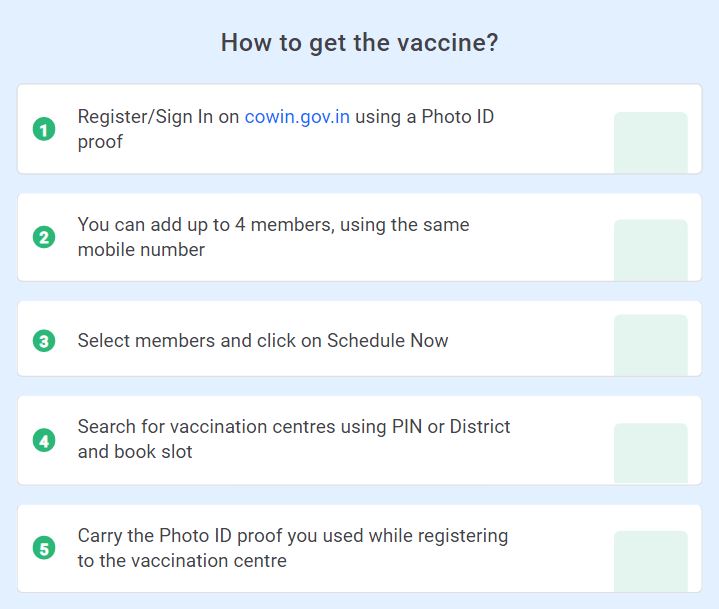 How to get the vaccine?
1
Register/Sign In on cowin.gov.in using a Photo ID
proof
2
You can add up to 4 members, using the same
mobile number
3
Select members and click on Schedule Now
4
Search for vaccination centres using PIN or District
and book slot
5
Carry the Photo ID proof you used while registering
to the vaccination centre